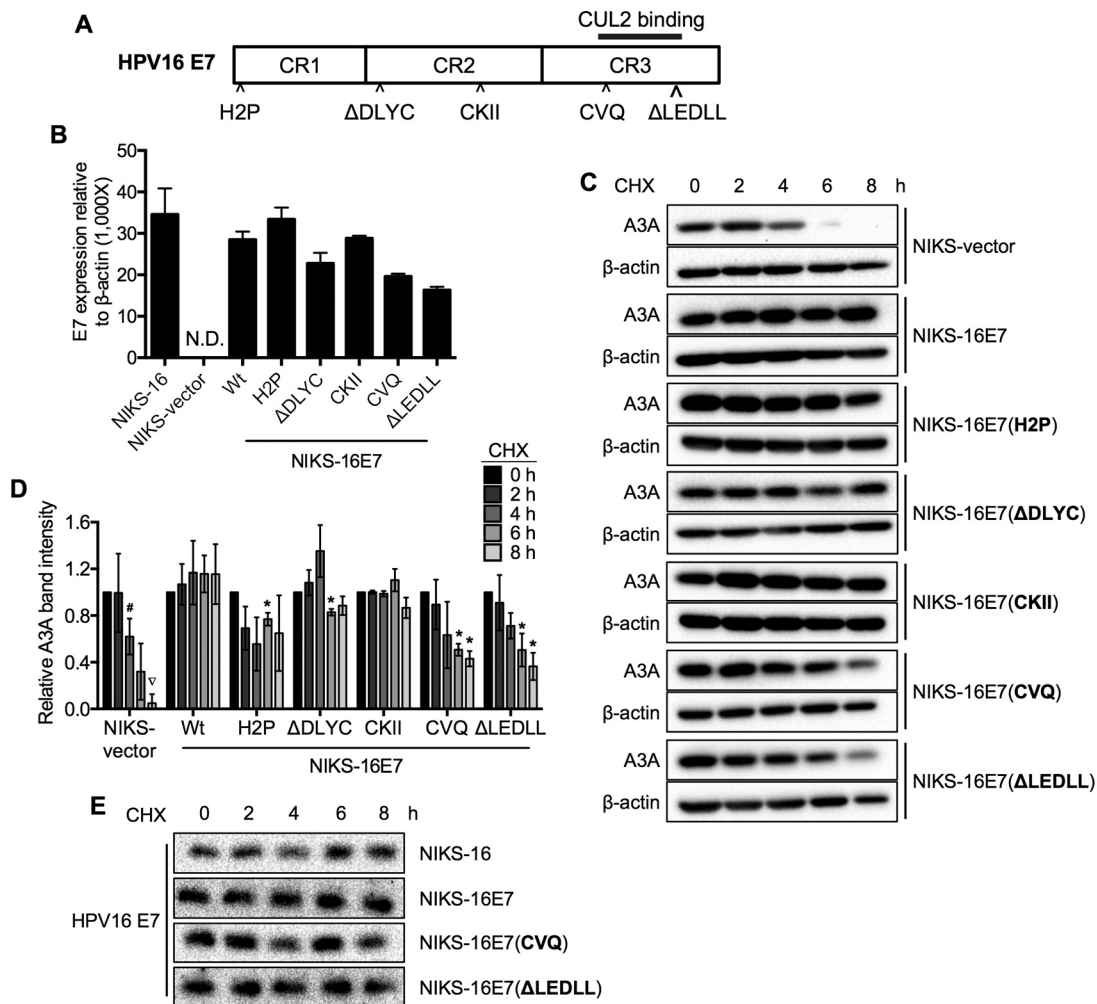 A
CUL2 binding
HPV16 E7
CR1 CR2 CR3
H2P ΔDLYC CKII CVQ ΔLEDLL
B
E7 expression relative
to β-actin (1,000X)
50
40
30
20
10
0
N.D.
NIKS-16 NIKS-vector Wt H2P ΔDLYC CKII CVQ ΔLEDLL
NIKS-16E7
C
CHX 0 2 4 6 8 h
A3A
β-actin
NIKS-vector
A3A
β-actin
NIKS-16E7
A3A
β-actin
NIKS-16E7(H2P)
A3A
β-actin
NIKS-16E7(ΔDLYC)
A3A
β-actin
NIKS-16E7(CKII)
A3A
β-actin
NIKS-16E7(CVQ)
A3A
β-actin
NIKS-16E7(ΔLEDLL)
D
CHX
0 h
2 h
4 h
6 h
8 h
Relative A3A band intensity
1.6
1.2
0.8
0.4
0.0
# ▽ * * * * * *
NIKS-
vector
Wt H2P ΔDLYC CKII CVQ ΔLEDLL
NIKS-16E7
E
CHX 0 2 4 6 8 h
HPV16 E7
NIKS-16
NIKS-16E7
NIKS-16E7(CVQ)
NIKS-16E7(ΔLEDLL)